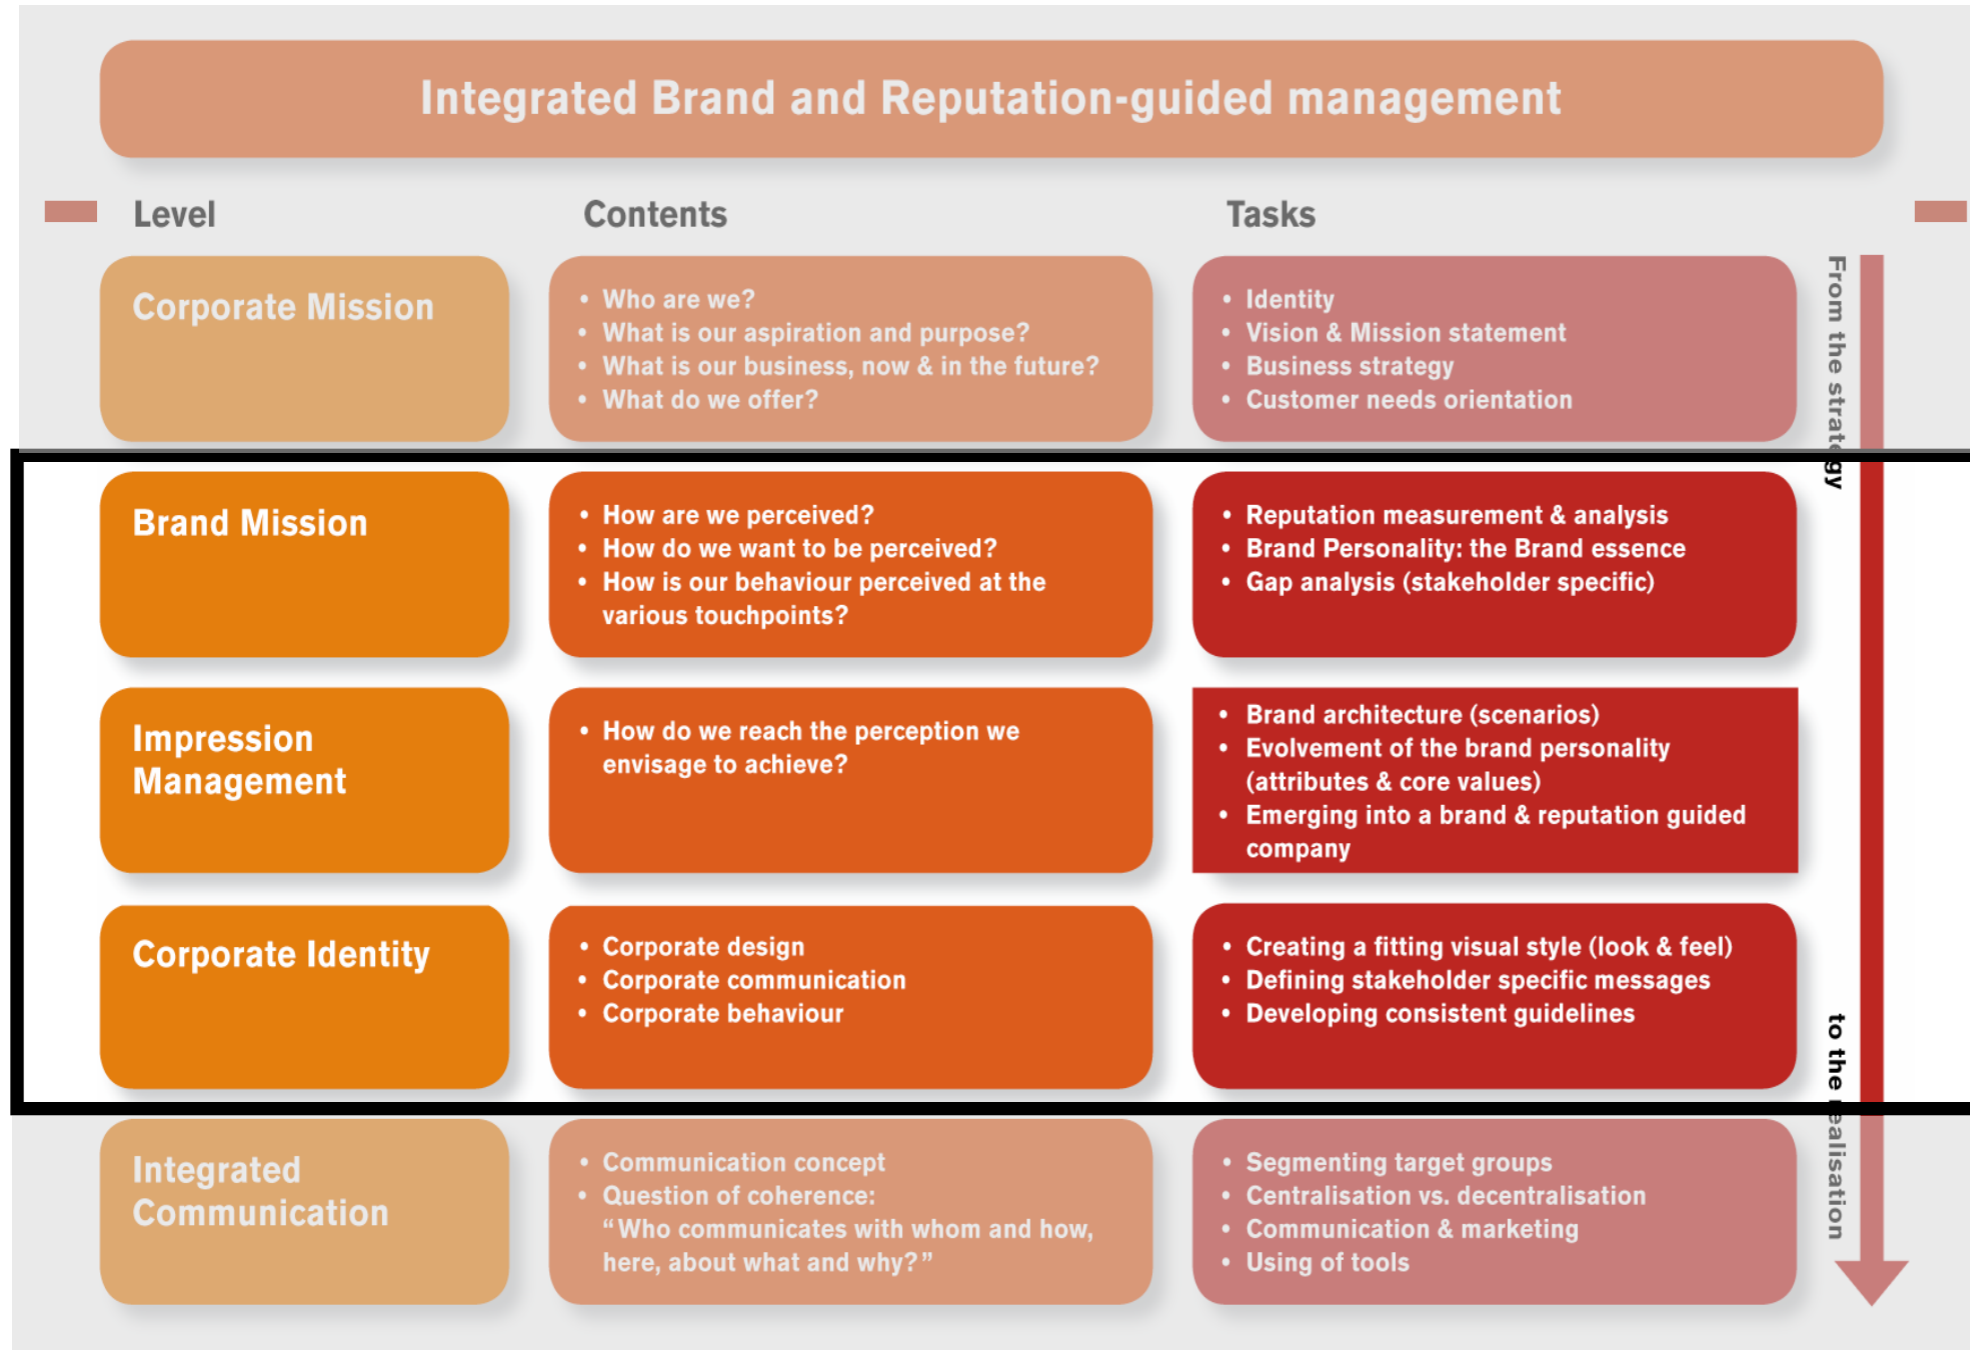 Integrated Brand and Reputation-guided management
Level
Contents
Tasks
Corporate Mission
• Who are we?
• What is our aspiration and purpose?
• What is our business, now & in the future?
• What do we offer?
• Identity
• Vision & Mission statement
• Business strategy
• Customer needs orientation
Brand Mission
• How are we perceived?
• How do we want to be perceived?
• How is our behaviour perceived at the
various touchpoints?
• Reputation measurement & analysis
• Brand Personality: the Brand essence
• Gap analysis (stakeholder specific)
Impression
Management
• How do we reach the perception we
envisage to achieve?
• Brand architecture (scenarios)
• Evolvement of the brand personality
(attributes & core values)
• Emerging into a brand & reputation guided
company
Corporate Identity
• Corporate design
• Corporate communication
• Corporate behaviour
• Creating a fitting visual style (look & feel)
• Defining stakeholder specific messages
• Developing consistent guidelines
Integrated
Communication
• Communication concept
• Question of coherence:
“Who communicates with whom and how,
here, about what and why?”
• Segmenting target groups
• Centralisation vs. decentralisation
• Communication & marketing
• Using of tools
From the strategy
to the realisation